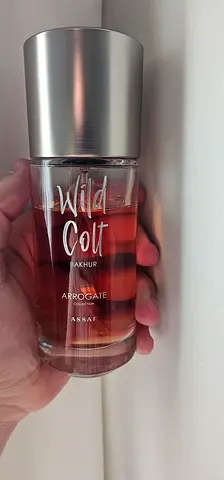 Wild
Colt
BAKHUR
ARROGATE
COLLECTION
ASSAF